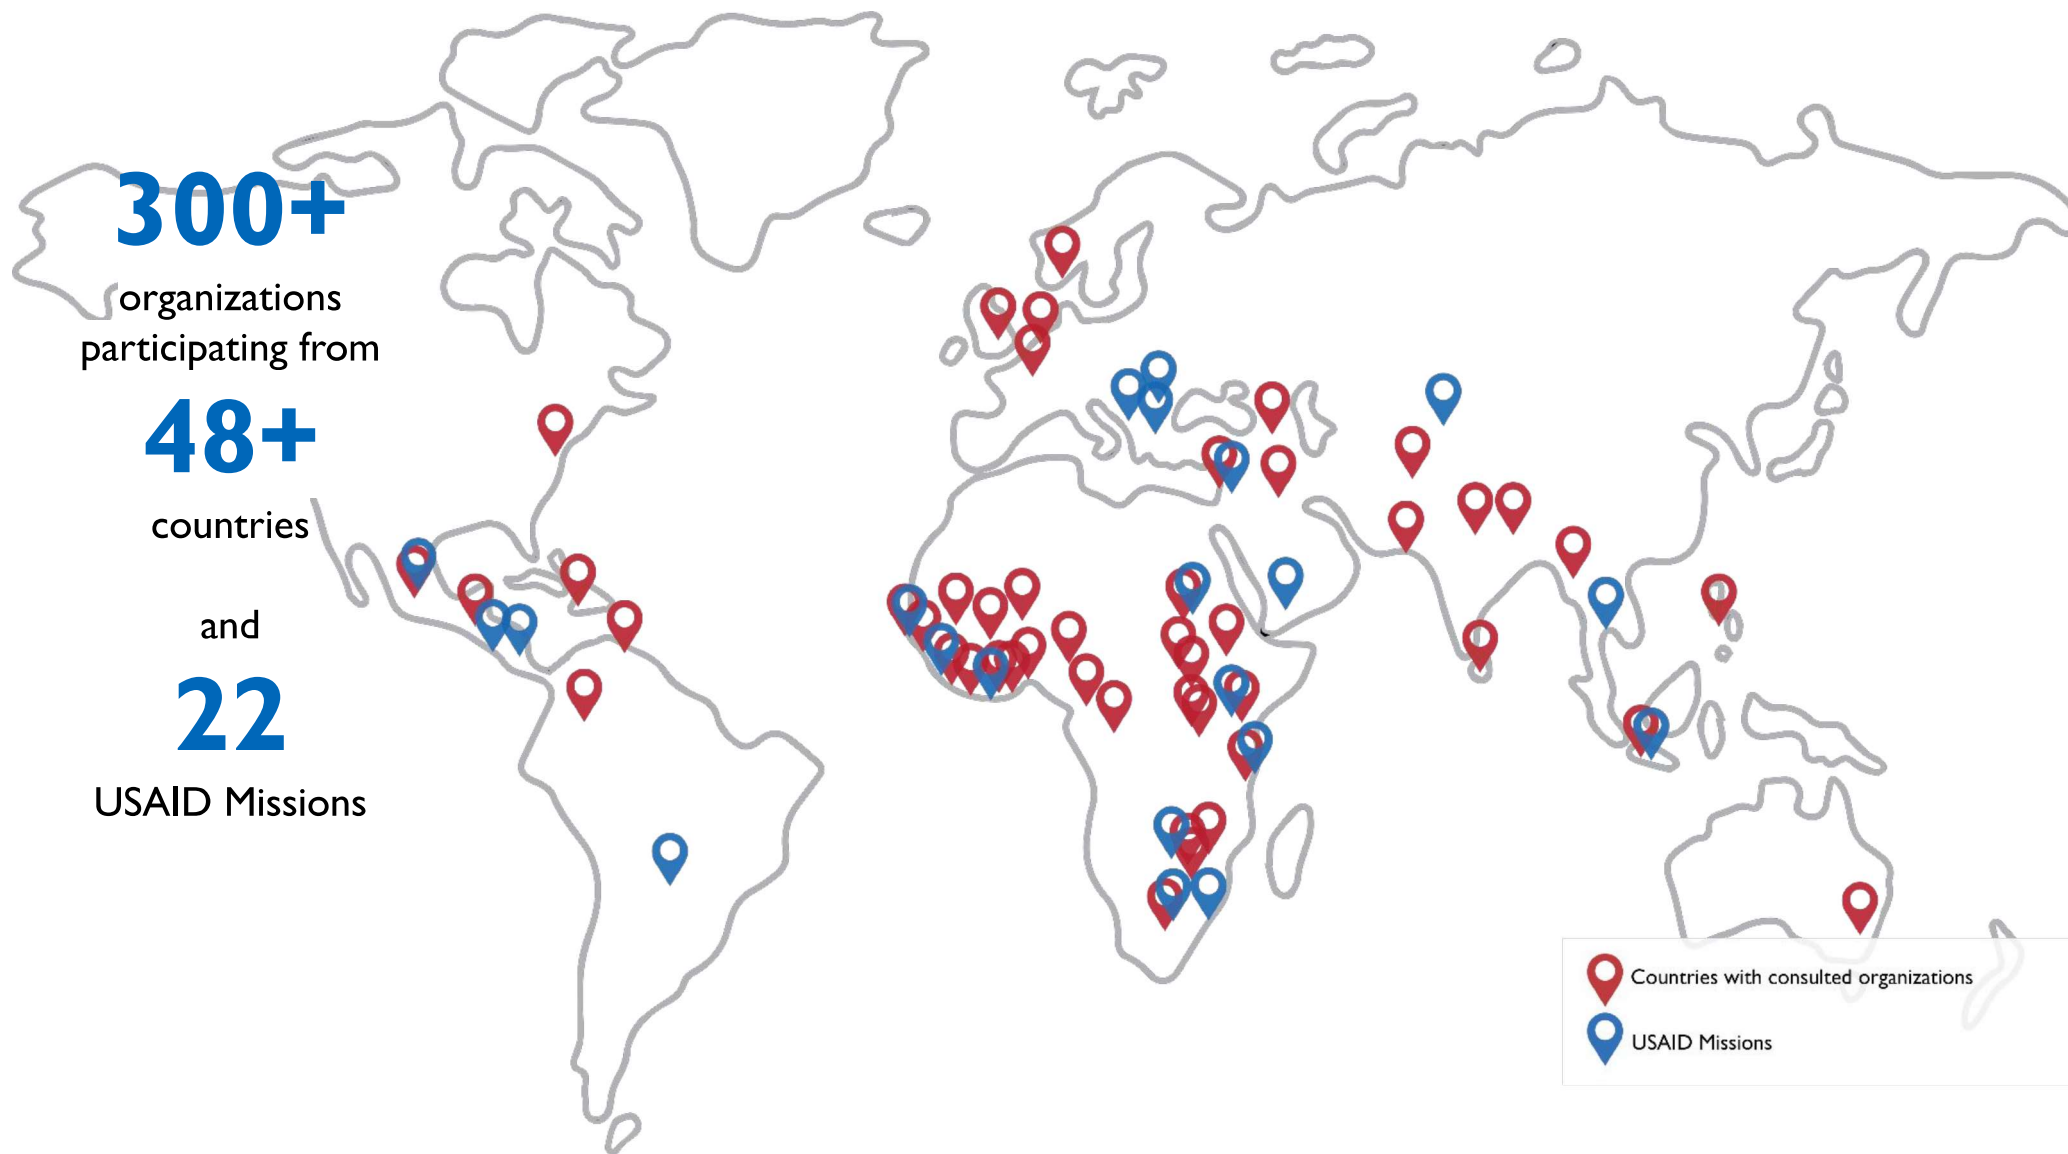 300+
organizations
participating from
48+
countries
and
22
USAID Missions
Countries with consulted organizations
USAID Missions